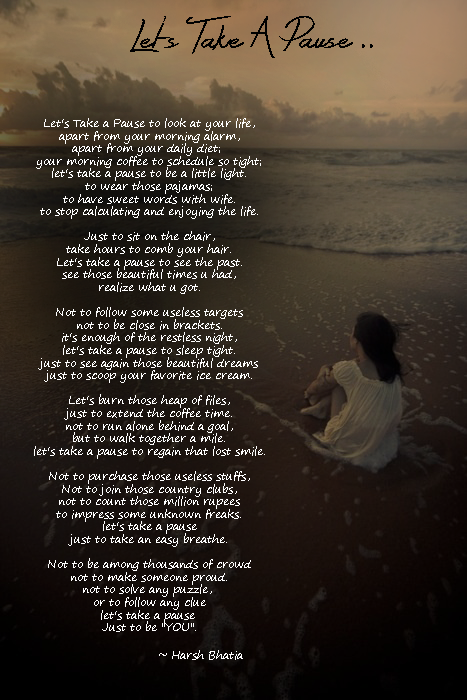 Let's Take A Pause ..
Let's Take a Pause to look at your life,
apart from your morning alarm,
apart from your daily diet;
your morning coffee to schedule so tight;
let's take a pause to be a little light.
to wear those pajamas;
to have sweet words with wife.
to stop calculating and enjoying the life.
Just to sit on the chair,
take hours to comb your hair.
Let's take a pause to see the past.
see those beautiful times u had,
realize what u got.
Not to follow some useless targets
not to be close in brackets.
it's enough of the restless night,
let's take a pause to sleep tight.
just to see again those beautiful dreams
just to scoop your favorite ice cream.
Let's burn those heap of files,
just to extend the coffee time.
not to run alone behind a goal,
but to walk together a mile.
let's take a pause to regain that lost smile.
Not to purchase those useless stuffs,
Not to join those country clubs,
not to count those million rupees
to impress some unknown freaks.
let's take a pause
just to take an easy breathe.
Not to be among thousands of crowd
not to make someone proud.
not to solve any puzzle,
or to follow any clue
let's take a pause
Just to be "YOU".
~ Harsh Bhatia